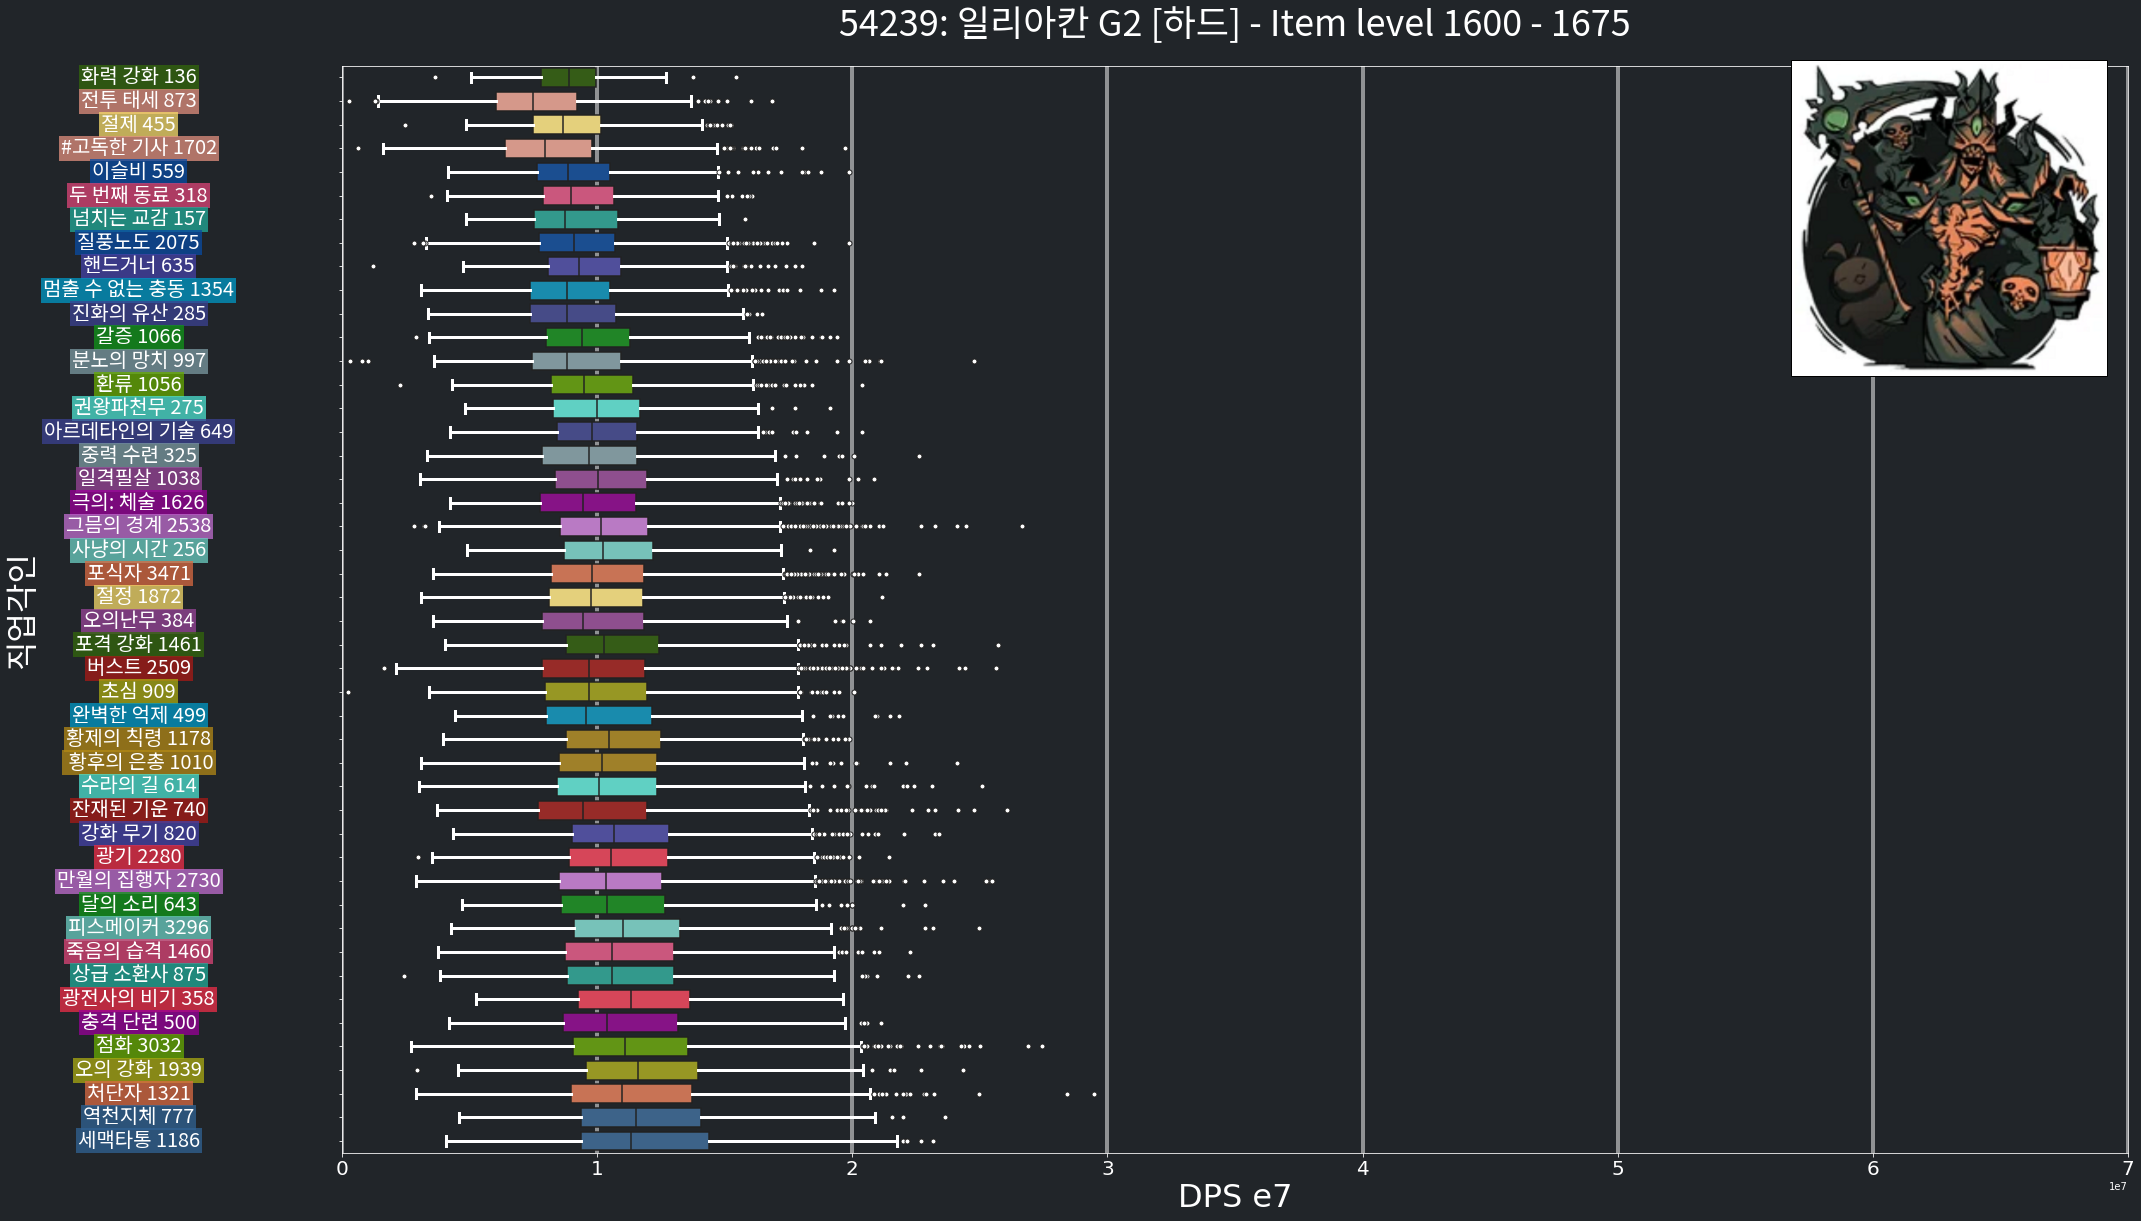 54239: 일리아칸 G2 [하드] - Item level 1600 - 1675
직업각인
화력 강화 136
전투 태세 873
절제 455
#고독한 기사 1702
이슬비 559
두 번째 동료 318
넘치는 교감 157
질풍노도 2075
핸드거너 635
멈출 수 없는 충동 1354
진화의 유산 285
갈증 1066
분노의 망치 997
환류 1056
권왕파천무 275
아르데타인의 기술 649
중력 수련 325
일격필살 1038
극의: 체술 1626
그믐의 경계 2538
사냥의 시간 256
포식자 3471
절정 1872
오의난무 384
포격 강화 1461
버스트 2509
초심 909
완벽한 억제 499
황제의 칙령 1178
황후의 은총 1010
수라의 길 614
잔재된 기운 740
강화 무기 820
광기 2280
만월의 집행자 2730
달의 소리 643
피스메이커 3296
죽음의 습격 1460
상급 소환사 875
광전사의 비기 358
충격 단련 500
점화 3032
오의 강화 1939
처단자 1321
역천지체 777
세맥타통 1186
0 1 2 3 4 5 6 7
1e7
DPS e7